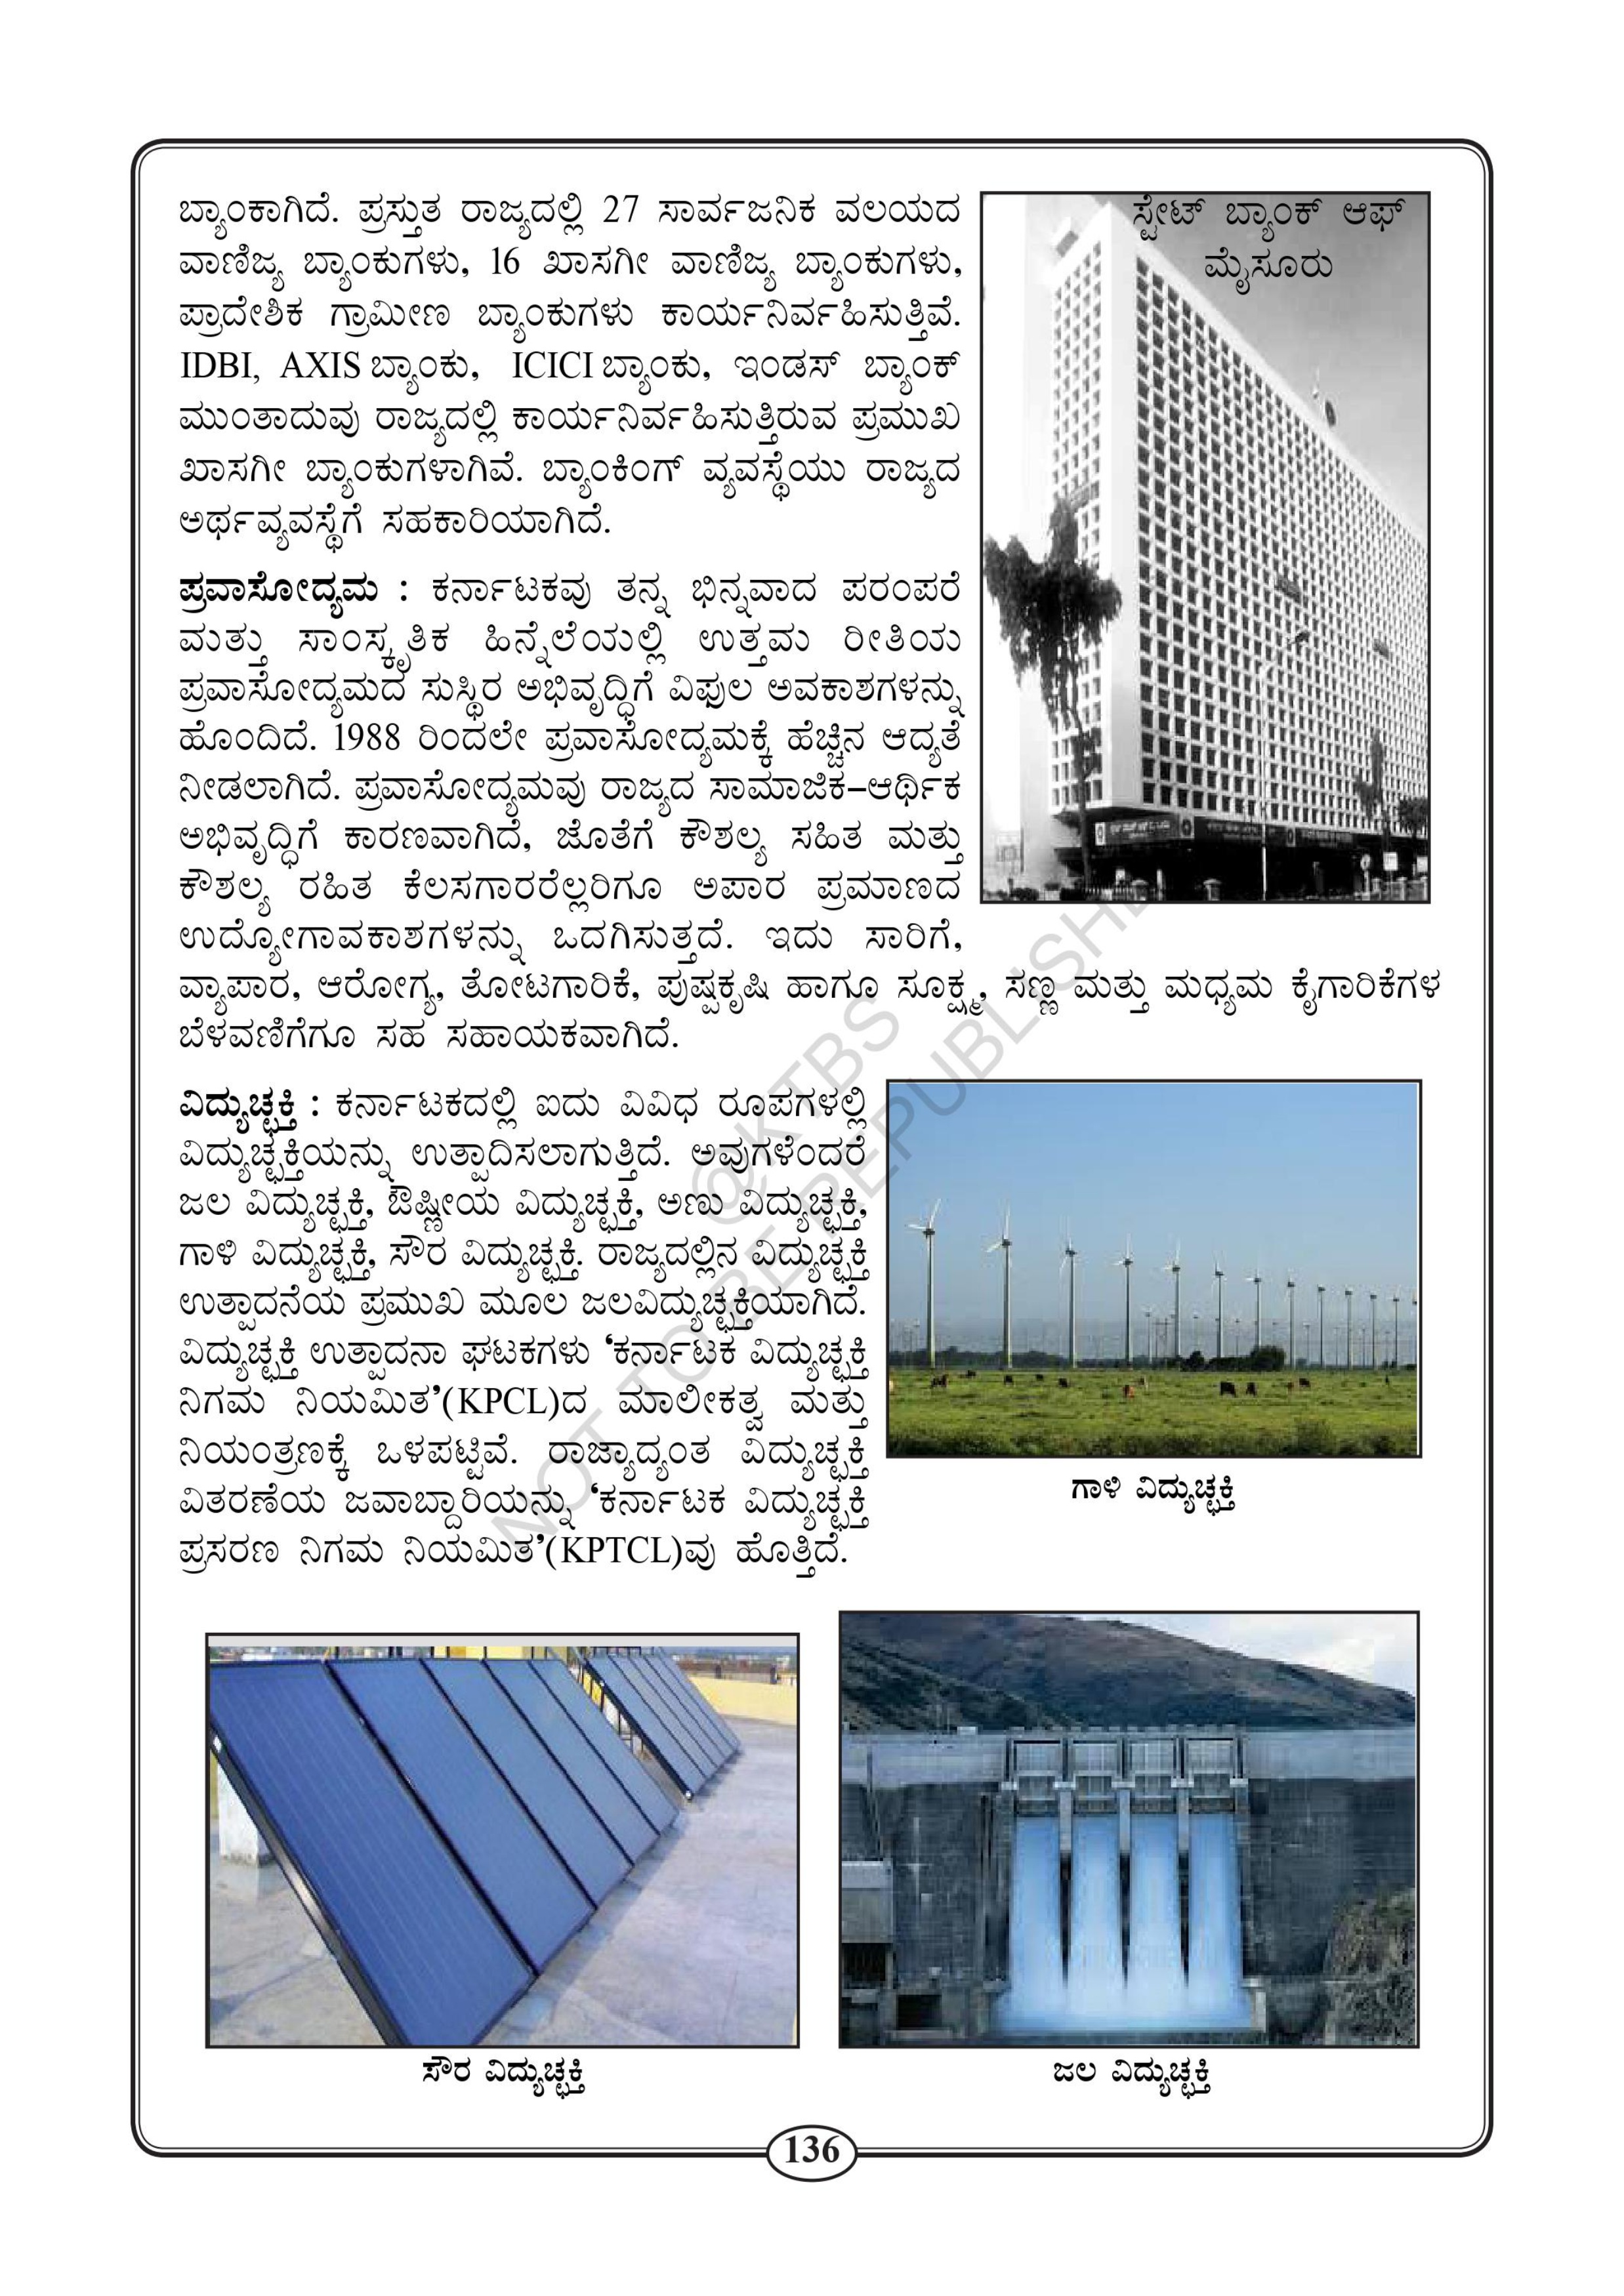 ಬ್ಯಾಂಕಾಗಿದೆ. ಪ್ರಸ್ತುತ ರಾಜ್ಯದಲ್ಲಿ 27 ಸಾರ್ವಜನಿಕ ವಲಯದ
ವಾಣಿಜ್ಯ ಬ್ಯಾಂಕುಗಳು, 16 ಖಾಸಗೀ ವಾಣಿಜ್ಯ ಬ್ಯಾಂಕುಗಳು,
ಪ್ರಾದೇಶಿಕ ಗ್ರಾಮೀಣ ಬ್ಯಾಂಕುಗಳು ಕಾರ್ಯನಿರ್ವಹಿಸುತ್ತಿವೆ.
IDBI, AXIS ಬ್ಯಾಂಕು, ICICI ಬ್ಯಾಂಕು, ಇಂಡಸ್ ಬ್ಯಾಂಕ್
ಮುಂತಾದುವು ರಾಜ್ಯದಲ್ಲಿ ಕಾರ್ಯನಿರ್ವಹಿಸುತ್ತಿರುವ ಪ್ರಮುಖ
ಖಾಸಗೀ ಬ್ಯಾಂಕುಗಳಾಗಿವೆ. ಬ್ಯಾಂಕಿಂಗ್ ವ್ಯವಸ್ಥೆಯು ರಾಜ್ಯದ
ಅರ್ಥವ್ಯವಸ್ಥೆಗೆ ಸಹಕಾರಿಯಾಗಿದೆ.
ಸ್ಟೇಟ್ ಬ್ಯಾಂಕ್ ಆಫ್
ಮೈಸೂರು
ಪ್ರವಾಸೋದ್ಯಮ : ಕರ್ನಾಟಕವು ತನ್ನ ಭಿನ್ನವಾದ ಪರಂಪರೆ
ಮತ್ತು ಸಾಂಸ್ಕೃತಿಕ ಹಿನ್ನೆಲೆಯಲ್ಲಿ ಉತ್ತಮ ರೀತಿಯ
ಪ್ರವಾಸೋದ್ಯಮದ ಸುಸ್ಥಿರ ಅಭಿವೃದ್ಧಿಗೆ ವಿಫುಲ ಅವಕಾಶಗಳನ್ನು
ಹೊಂದಿದೆ. 1988 ರಿಂದಲೇ ಪ್ರವಾಸೋದ್ಯಮಕ್ಕೆ ಹೆಚ್ಚಿನ ಆದ್ಯತೆ
ನೀಡಲಾಗಿದೆ. ಪ್ರವಾಸೋದ್ಯಮವು ರಾಜ್ಯದ ಸಾಮಾಜಿಕ–ಆರ್ಥಿಕ
ಅಭಿವೃದ್ಧಿಗೆ ಕಾರಣವಾಗಿದೆ, ಜೊತೆಗೆ ಕೌಶಲ್ಯ ಸಹಿತ ಮತ್ತು
ಕೌಶಲ್ಯ ರಹಿತ ಕೆಲಸಗಾರರೆಲ್ಲರಿಗೂ ಅಪಾರ ಪ್ರಮಾಣದ
ಉದ್ಯೋಗಾವಕಾಶಗಳನ್ನು ಒದಗಿಸುತ್ತದೆ. ಇದು ಸಾರಿಗೆ,
ವ್ಯಾಪಾರ, ಆರೋಗ್ಯ, ತೋಟಗಾರಿಕೆ, ಪುಷ್ಪಕೃಷಿ ಹಾಗೂ ಸೂಕ್ಷ್ಮ, ಸಣ್ಣ ಮತ್ತು ಮಧ್ಯಮ ಕೈಗಾರಿಕೆಗಳ
ಬೆಳವಣಿಗೆಗೂ ಸಹ ಸಹಾಯಕವಾಗಿದೆ.
ವಿದ್ಯುಚ್ಛಕ್ತಿ : ಕರ್ನಾಟಕದಲ್ಲಿ ಐದು ವಿವಿಧ ರೂಪಗಳಲ್ಲಿ
ವಿದ್ಯುಚ್ಛಕ್ತಿಯನ್ನು ಉತ್ಪಾದಿಸಲಾಗುತ್ತಿದೆ. ಅವುಗಳೆಂದರೆ
ಜಲ ವಿದ್ಯುಚ್ಛಕ್ತಿ, ಔಷ್ಣೀಯ ವಿದ್ಯುಚ್ಛಕ್ತಿ, ಅಣು ವಿದ್ಯುಚ್ಛಕ್ತಿ,
ಗಾಳಿ ವಿದ್ಯುಚ್ಛಕ್ತಿ, ಸೌರ ವಿದ್ಯುಚ್ಛಕ್ತಿ. ರಾಜ್ಯದಲ್ಲಿನ ವಿದ್ಯುಚ್ಛಕ್ತಿ
ಉತ್ಪಾದನೆಯ ಪ್ರಮುಖ ಮೂಲ ಜಲವಿದ್ಯುಚ್ಛಕ್ತಿಯಾಗಿದೆ.
ವಿದ್ಯುಚ್ಛಕ್ತಿ ಉತ್ಪಾದನಾ ಘಟಕಗಳು ‘ಕರ್ನಾಟಕ ವಿದ್ಯುಚ್ಛಕ್ತಿ
ನಿಗಮ ನಿಯಮಿತ’(KPCL)ದ ಮಾಲೀಕತ್ವ ಮತ್ತು
ನಿಯಂತ್ರಣಕ್ಕೆ ಒಳಪಟ್ಟಿವೆ. ರಾಜ್ಯಾದ್ಯಂತ ವಿದ್ಯುಚ್ಛಕ್ತಿ
ವಿತರಣೆಯ ಜವಾಬ್ದಾರಿಯನ್ನು ‘ಕರ್ನಾಟಕ ವಿದ್ಯುಚ್ಛಕ್ತಿ
ಪ್ರಸರಣ ನಿಗಮ ನಿಯಮಿತ’(KPTCL)ವು ಹೊತ್ತಿದೆ.
ಗಾಳಿ ವಿದ್ಯುಚ್ಛಕ್ತಿ
ಸೌರ ವಿದ್ಯುಚ್ಛಕ್ತಿ
ಜಲ ವಿದ್ಯುಚ್ಛಕ್ತಿ
136
@KTBS
NOT TO BE REPUBLISHE